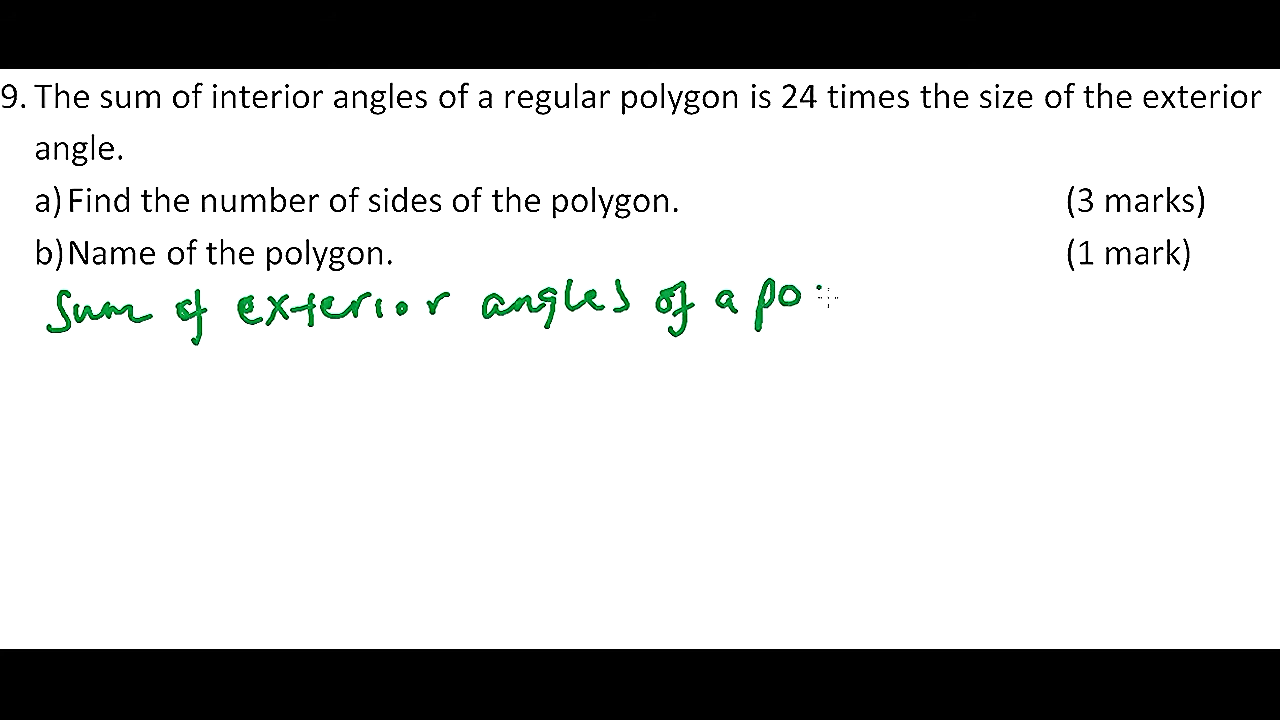 9. The sum of interior angles of a regular polygon is 24 times the size of the exterior
angle.
a) Find the number of sides of the polygon. (3 marks)
b) Name of the polygon. (1 mark)
Sum of exterior angles of a po